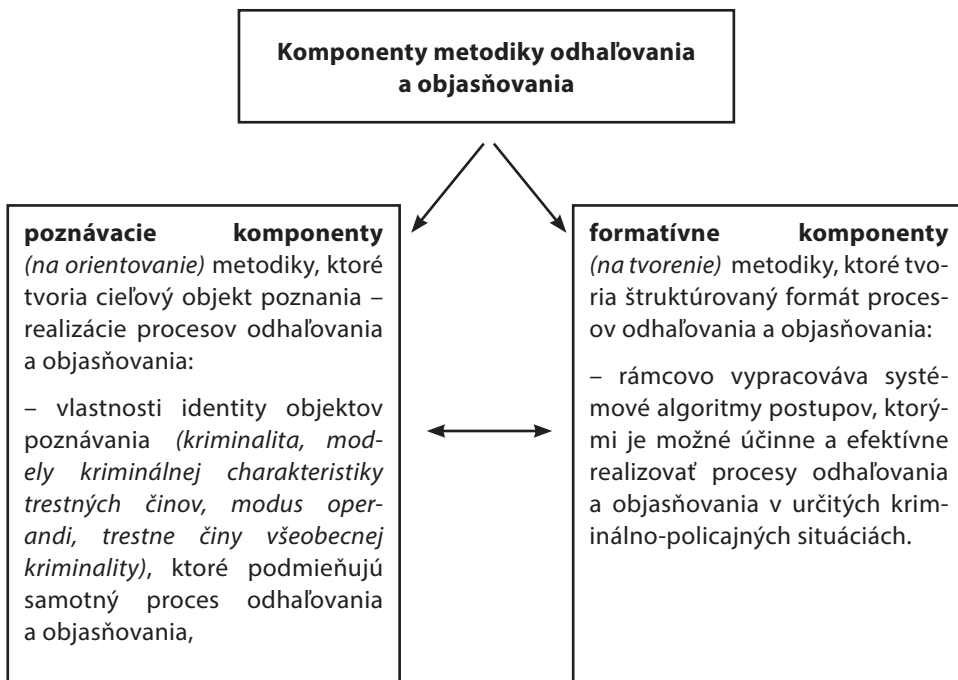 Komponenty metodiky odhaľovania
a objasňovania
poznávacie komponenty
(na orientovanie) metodiky, ktoré
tvoria cieľový objekt poznania –
realizácie procesov odhaľovania
a objasňovania:
– vlastnosti identity objektov
poznávania (kriminalita, mod-
ely kriminálnej charakteristiky
trestných činov, modus oper-
andi, trestne činy všeobecnej
kriminality), ktoré podmieňujú
samotný proces odhaľovania
a objasňovania,
formatívne komponenty
(na tvorenie) metodiky, ktoré tvo-
ria štruktúrovaný formát proces-
ov odhaľovania a objasňovania:
– rámcovo vypracováva systé-
mové algoritmy postupov, ktorý-
mi je možné účinne a efektívne
realizovať procesy odhaľovania
a objasňovania v určitých krim-
inálno-policajných situáciách.